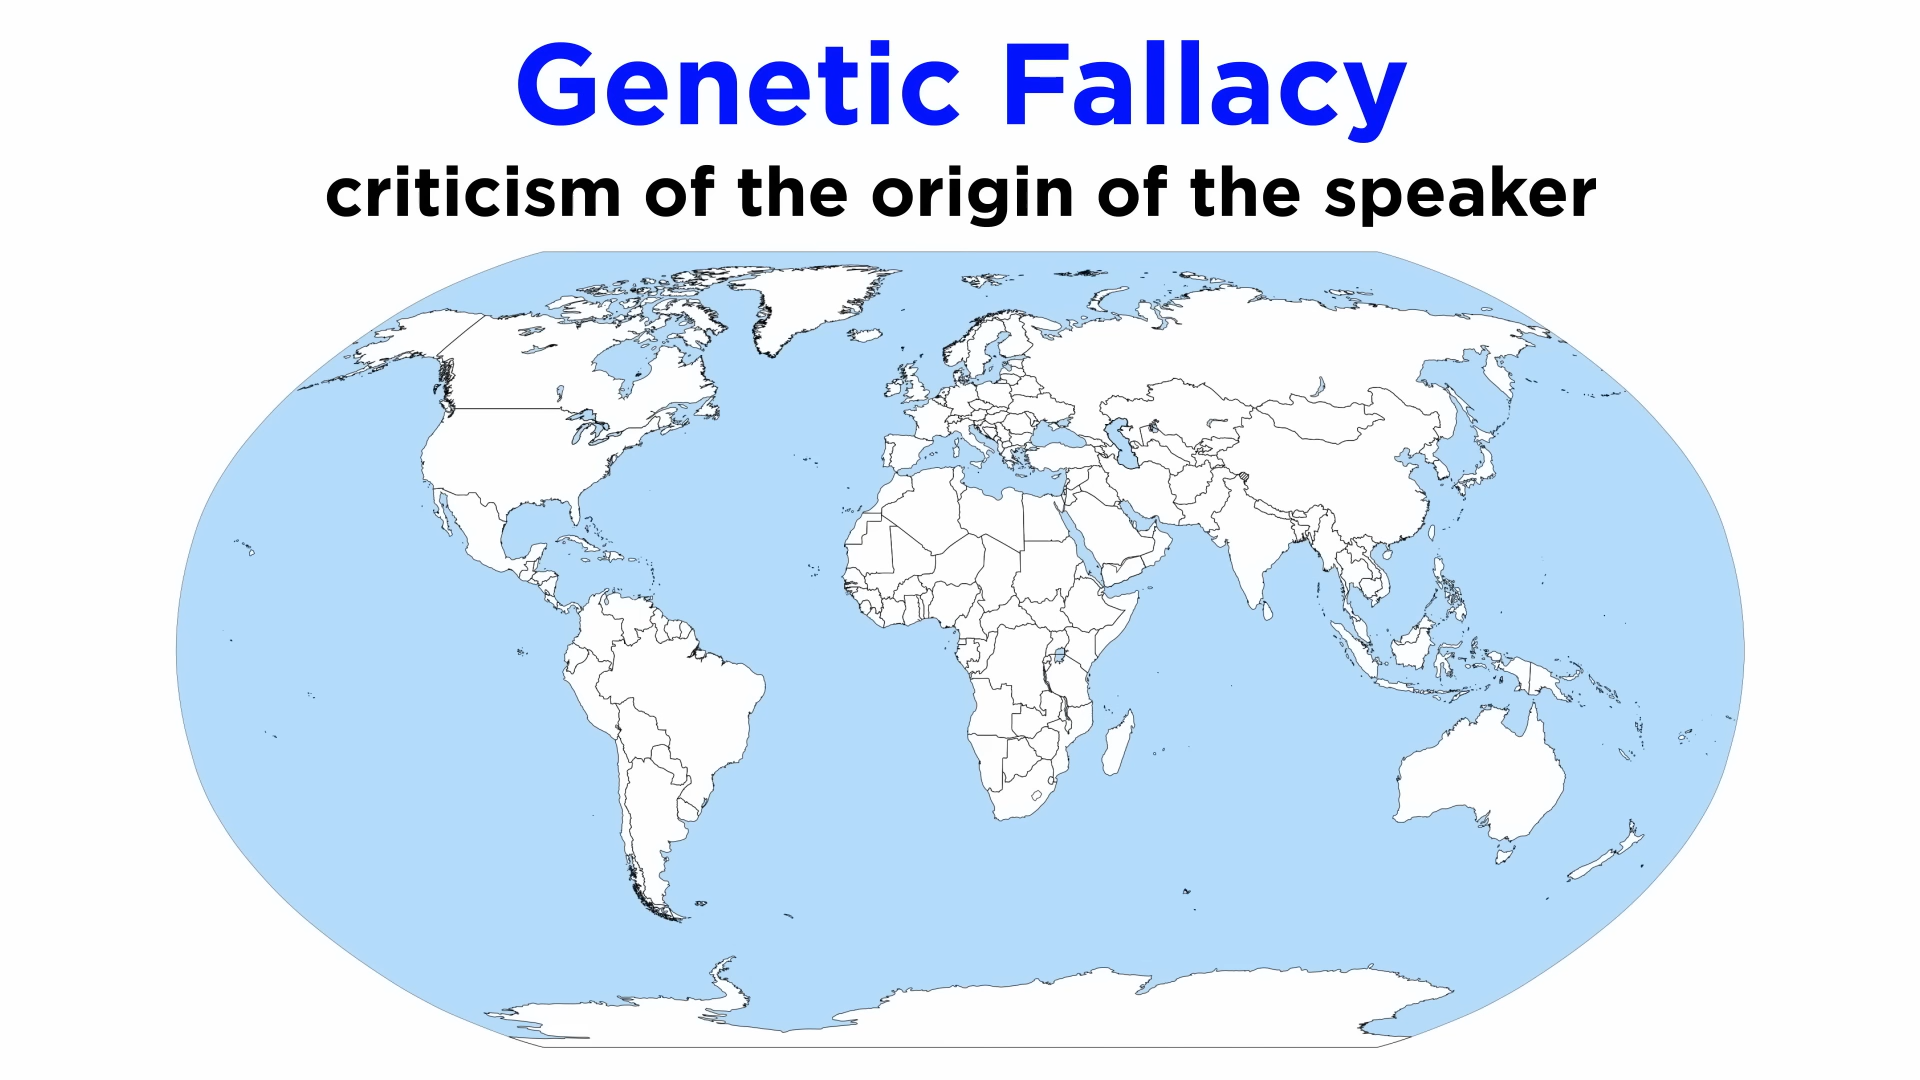 Genetic Fallacy
criticism of the origin of the speaker